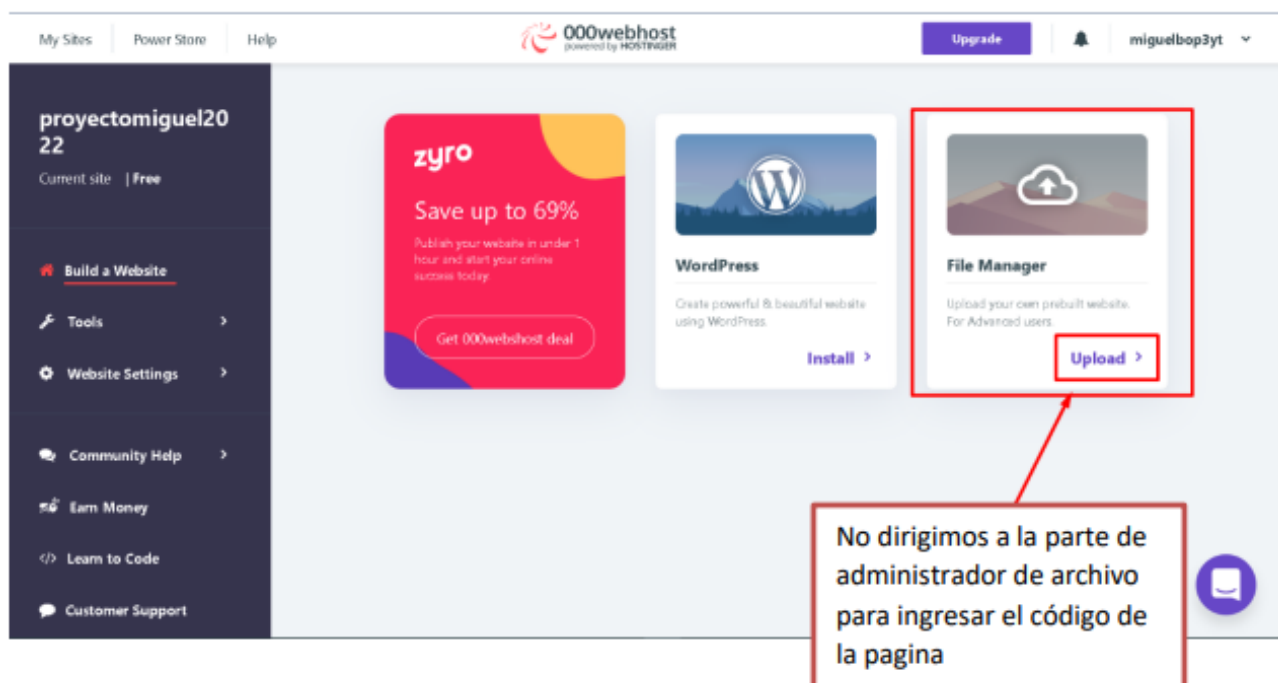 My Sites
Power Store
Help
000webhost
powered by HOSTINGER
Upgrade
miguelbop3yt
proyectomiguel20
22
Current site | Free
Build a Website
Tools
Website Settings
Community Help
Earn Money
</> Learn to Code
Customer Support
zyro
Save up to 69%
Publish your website in under 1
hour and start your online
success today.
Get 000webshost deal
WordPress
Create powerful & beautiful website
using WordPress.
Install >
File Manager
Upload your own prebuilt website.
For Advanced users.
Upload >
No dirigimos a la parte de
administrador de archivo
para ingresar el código de
la pagina